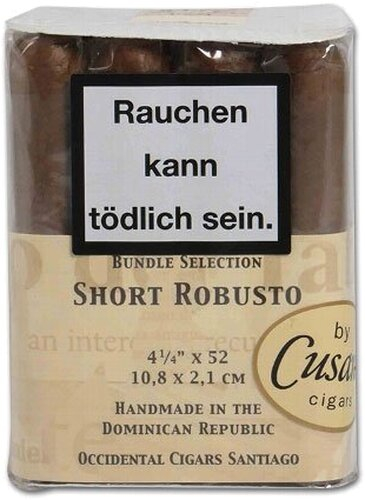 Rauchen
kann
tödlich sein.
BUNDLE SELECTION
SHORT ROBUSTO
by
Cusa
cigars
4¼" x 52
10,8 x 2,1 CM
HANDMADE IN THE
DOMINICAN REPUBLIC
OCCIDENTAL CIGARS SANTIAGO